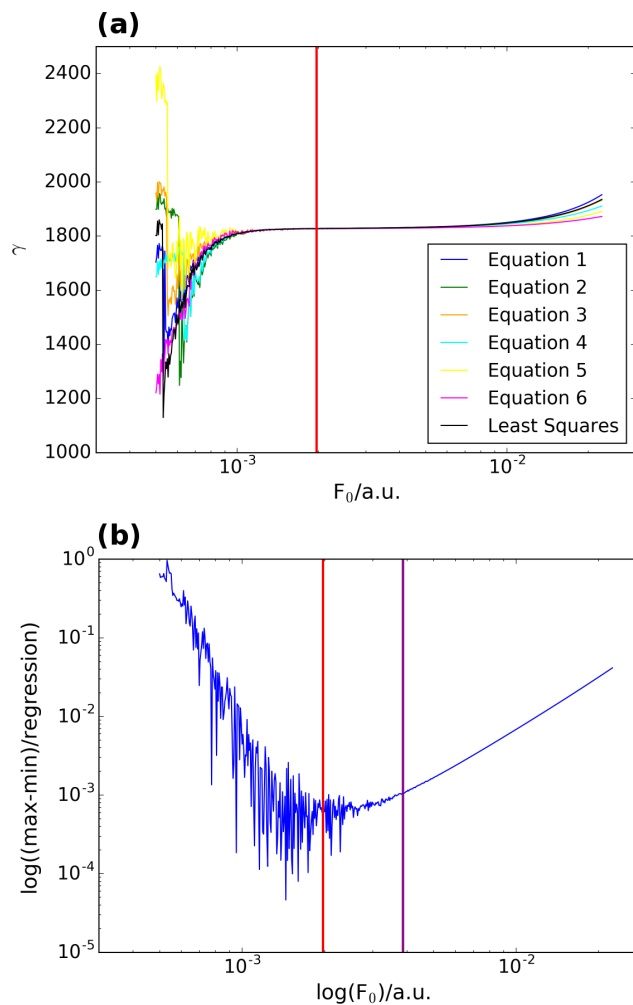 (a)
2400
2200
2000
1800
1600
1400
1200
1000
γ
10⁻³
10⁻²
F₀/a.u.
Equation 1
Equation 2
Equation 3
Equation 4
Equation 5
Equation 6
Least Squares
(b)
10⁰
10⁻¹
10⁻²
10⁻³
10⁻⁴
10⁻⁵
log((max-min)/regression)
10⁻³
10⁻²
log(F₀)/a.u.